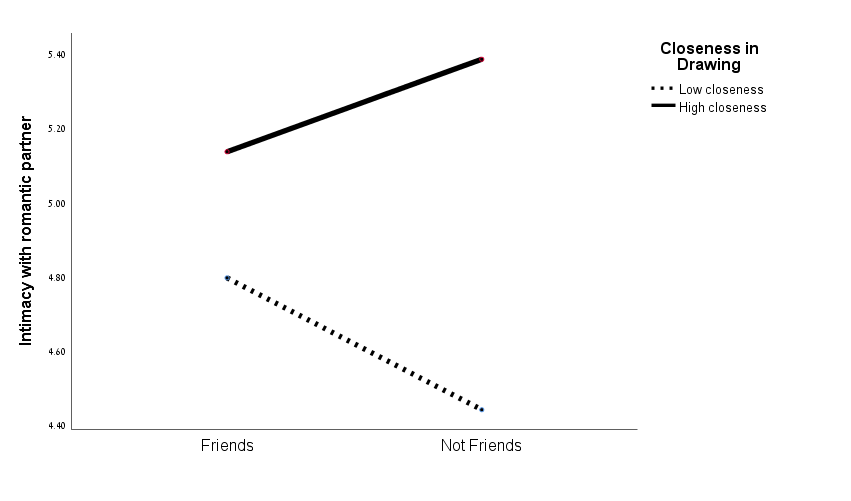 Closeness in
Drawing
Low closeness
High closeness
Intimacy with romantic partner
5.40
5.20
5.00
4.80
4.60
4.40
Friends
Not Friends